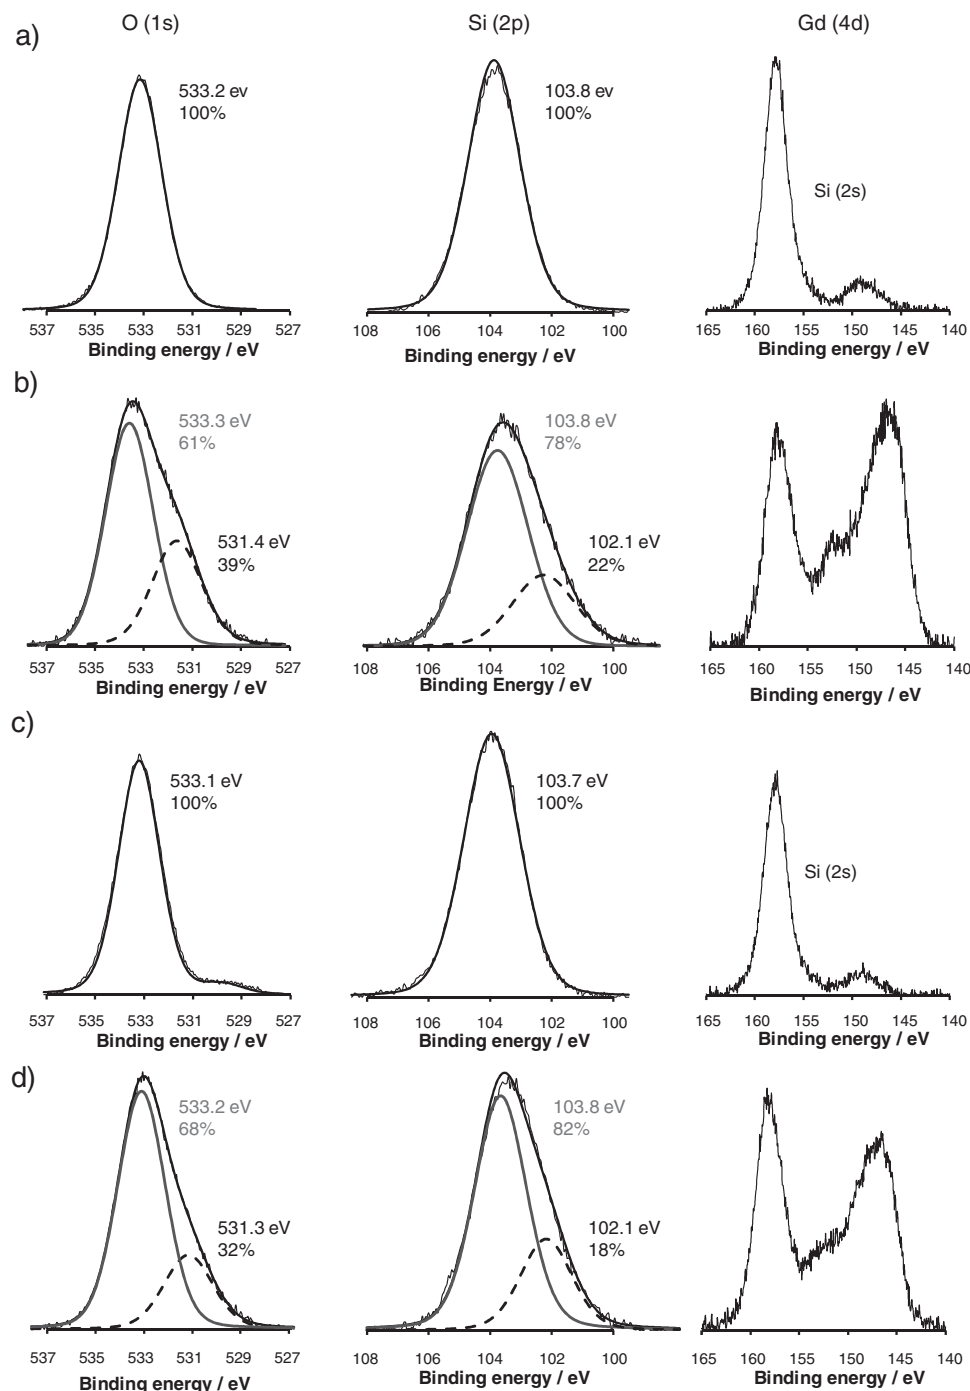 O (1s) Si (2p) Gd (4d)
a)
533.2 ev
100%
103.8 ev
100%
Si (2s)
537 535 533 531 529 527
Binding energy / eV
108 106 104 102 100
Binding energy / eV
165 160 155 150 145 140
Binding energy / eV
b)
533.3 eV
61%
531.4 eV
39%
103.8 eV
78%
102.1 eV
22%
537 535 533 531 529 527
Binding energy / eV
108 106 104 102 100
Binding Energy / eV
165 160 155 150 145 140
Binding energy / eV
c)
533.1 eV
100%
103.7 eV
100%
Si (2s)
537 535 533 531 529 527
Binding energy / eV
108 106 104 102 100
Binding energy / eV
165 160 155 150 145 140
Binding energy / eV
d)
533.2 eV
68%
531.3 eV
32%
103.8 eV
82%
102.1 eV
18%
537 535 533 531 529 527
Binding energy / eV
108 106 104 102 100
Binding energy / eV
165 160 155 150 145 140
Binding energy / eV